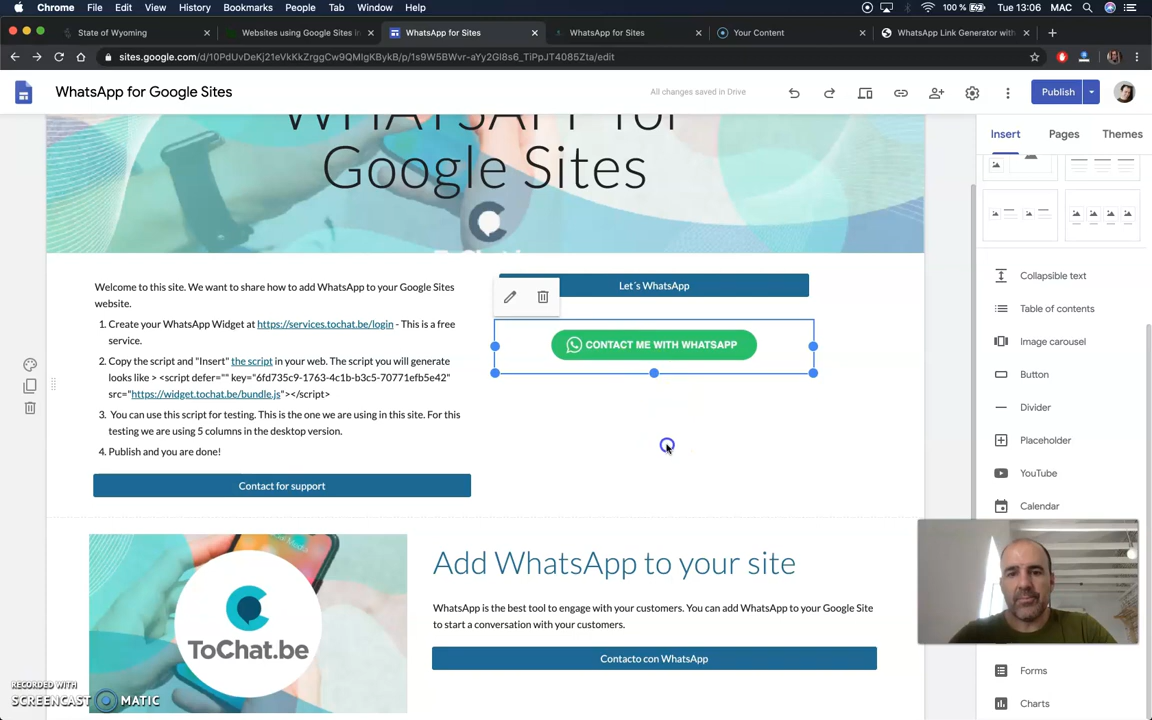 Chrome File Edit View History Bookmarks People Tab Window Help 100 % Tue 13:06 MAC
State of Wyoming
Websites using Google Sites in
WhatsApp for Sites
WhatsApp for Sites
Your Content
WhatsApp Link Generator with
sites.google.com/d/10PdUvDeKj21eVkKkZrggCw9QMIgKBykB/p/1s9W5BWvr-aYy2Gl8s6_TiPpJT4085Zta/edit
WhatsApp for Google Sites
All changes saved in Drive
Publish
Insert Pages Themes
WHATSAPP for
Google Sites
Welcome to this site. We want to share how to add WhatsApp to your Google Sites
website.
1. Create your WhatsApp Widget at https://services.tochat.be/login - This is a free
service.
2. Copy the script and "Insert" the script in your web. The script you will generate
looks like > <script defer="" key="6fd735c9-1763-4c1b-b3c5-70771efb5e42"
src="https://widget.tochat.be/bundle.js"></script>
3. You can use this script for testing. This is the one we are using in this site. For this
testing we are using 5 columns in the desktop version.
4. Publish and you are done!
Contact for support
Let´s WhatsApp
CONTACT ME WITH WHATSAPP
Add WhatsApp to your site
WhatsApp is the best tool to engage with your customers. You can add WhatsApp to your Google Site
to start a conversation with your customers.
Contacto con WhatsApp
ToChat.be
Collapsible text
Table of contents
Image carousel
Button
Divider
Placeholder
YouTube
Calendar
Forms
Charts
RECORDED WITH
SCREENCAST MATIC